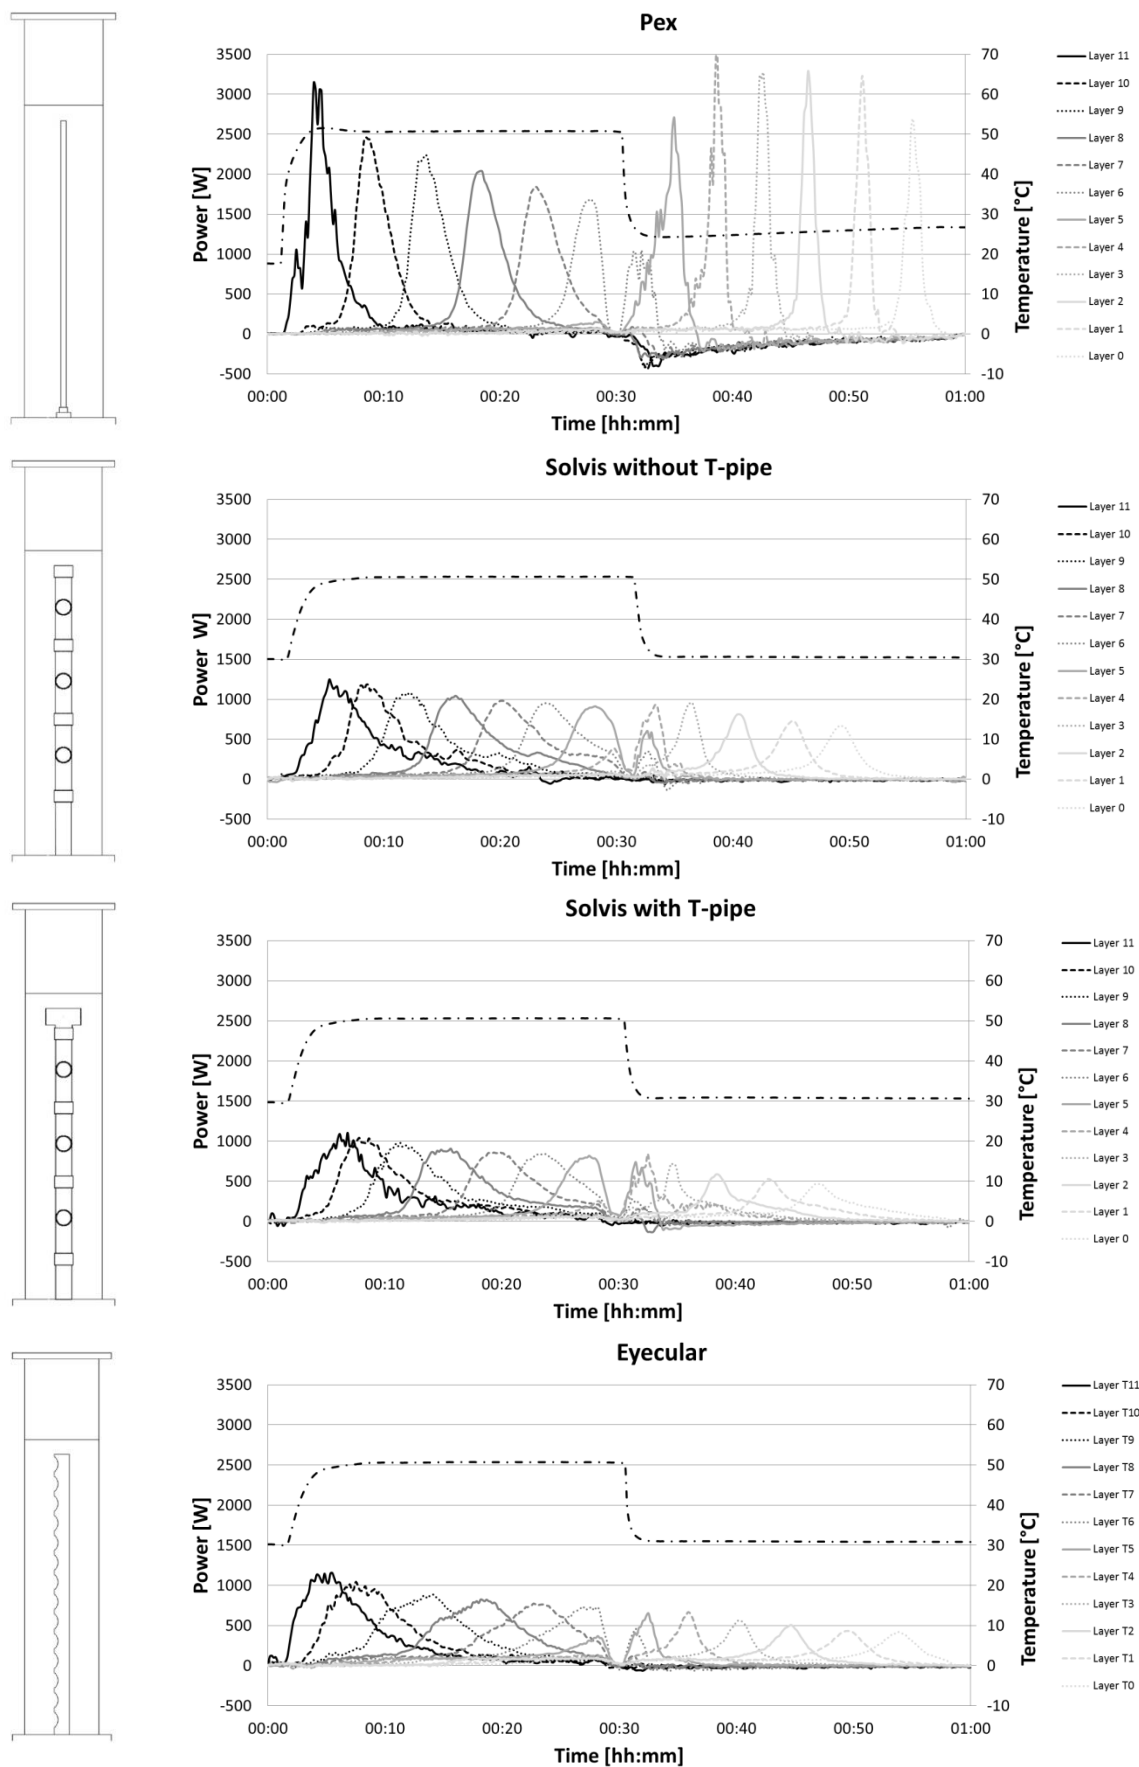 Pex
3500 70 Layer 11
3000 60 Layer 10
2500 50 Layer 9
2000 40 Layer 8
1500 30 Layer 7
1000 20 Layer 6
500 10 Layer 5
0 0 Layer 4
-500 -10 Layer 3
Layer 2
Layer 1
Layer 0
Power [W]
Temperature [°C]
00:00 00:10 00:20 00:30 00:40 00:50 01:00
Time [hh:mm]
Solvis without T-pipe
3500 70 Layer 11
3000 60 Layer 10
2500 50 Layer 9
2000 40 Layer 8
1500 30 Layer 7
1000 20 Layer 6
500 10 Layer 5
0 0 Layer 4
-500 -10 Layer 3
Layer 2
Layer 1
Layer 0
Power W]
Temperature [°C]
00:00 00:10 00:20 00:30 00:40 00:50 01:00
Time [hh:mm]
Solvis with T-pipe
3500 70 Layer 11
3000 60 Layer 10
2500 50 Layer 9
2000 40 Layer 8
1500 30 Layer 7
1000 20 Layer 6
500 10 Layer 5
0 0 Layer 4
-500 -10 Layer 3
Layer 2
Layer 1
Layer 0
Power [W]
Temperature [°C]
00:00 00:10 00:20 00:30 00:40 00:50 01:00
Time [hh:mm]
Eyecular
3500 70 Layer T11
3000 60 Layer T10
2500 50 Layer T9
2000 40 Layer T8
1500 30 Layer T7
1000 20 Layer T6
500 10 Layer T5
0 0 Layer T4
-500 -10 Layer T3
Layer T2
Layer T1
Layer T0
Power [W]
Temperature [°C]
00:00 00:10 00:20 00:30 00:40 00:50 01:00
Time [hh:mm]